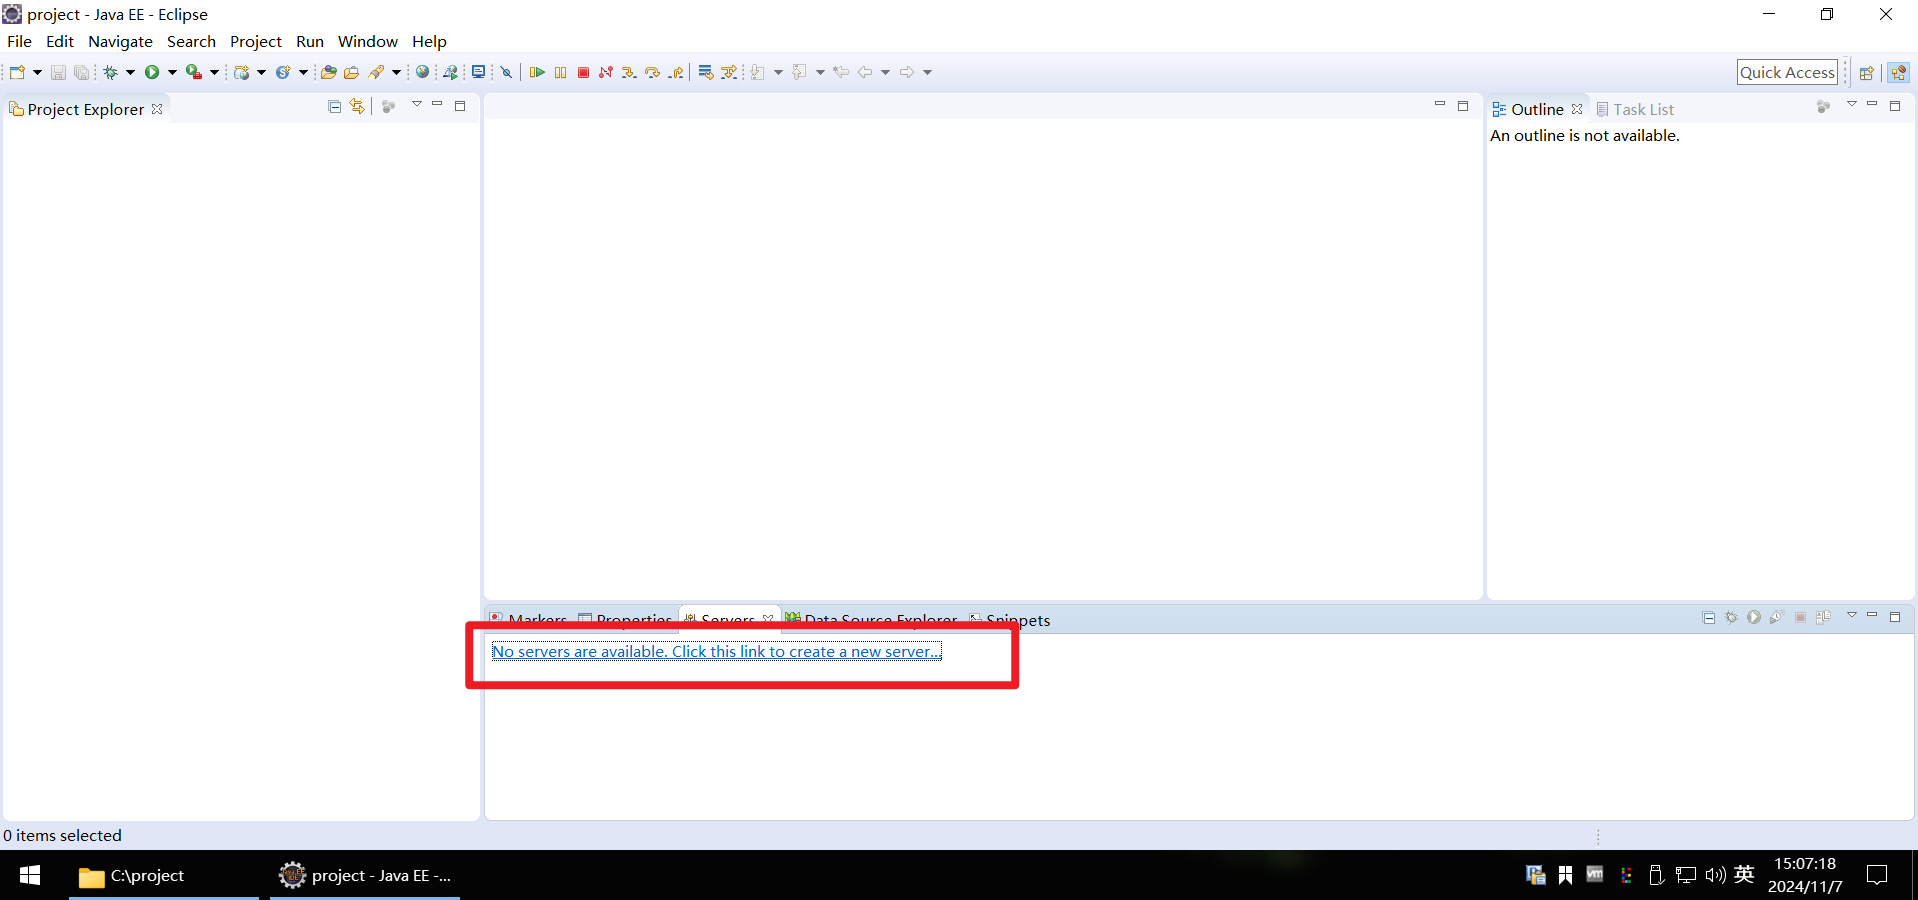 project - Java EE - Eclipse
File Edit Navigate Search Project Run Window Help
Quick Access
Project Explorer
Outline Task List
An outline is not available.
Markers Properties Servers Data Source Explorer Snippets
No servers are available. Click this link to create a new server...
0 items selected
C:\project
project - Java EE -...
英
15:07:18
2024/11/7